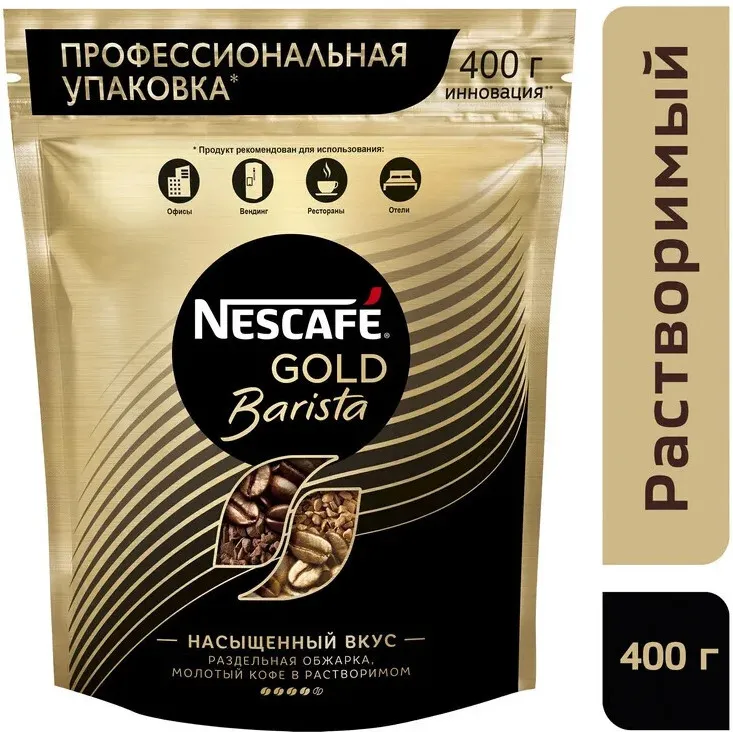 ПРОФЕССИОНАЛЬНАЯ
УПАКОВКА*
400 г
инновация**
* Продукт рекомендован для использования:
Офисы
Вендинг
Рестораны
Отели
NESCAFÉ®
GOLD
Barista
НАСЫЩЕННЫЙ ВКУС
РАЗДЕЛЬНАЯ ОБЖАРКА,
МОЛОТЫЙ КОФЕ В РАСТВОРИМОМ
Растворимый
400 г